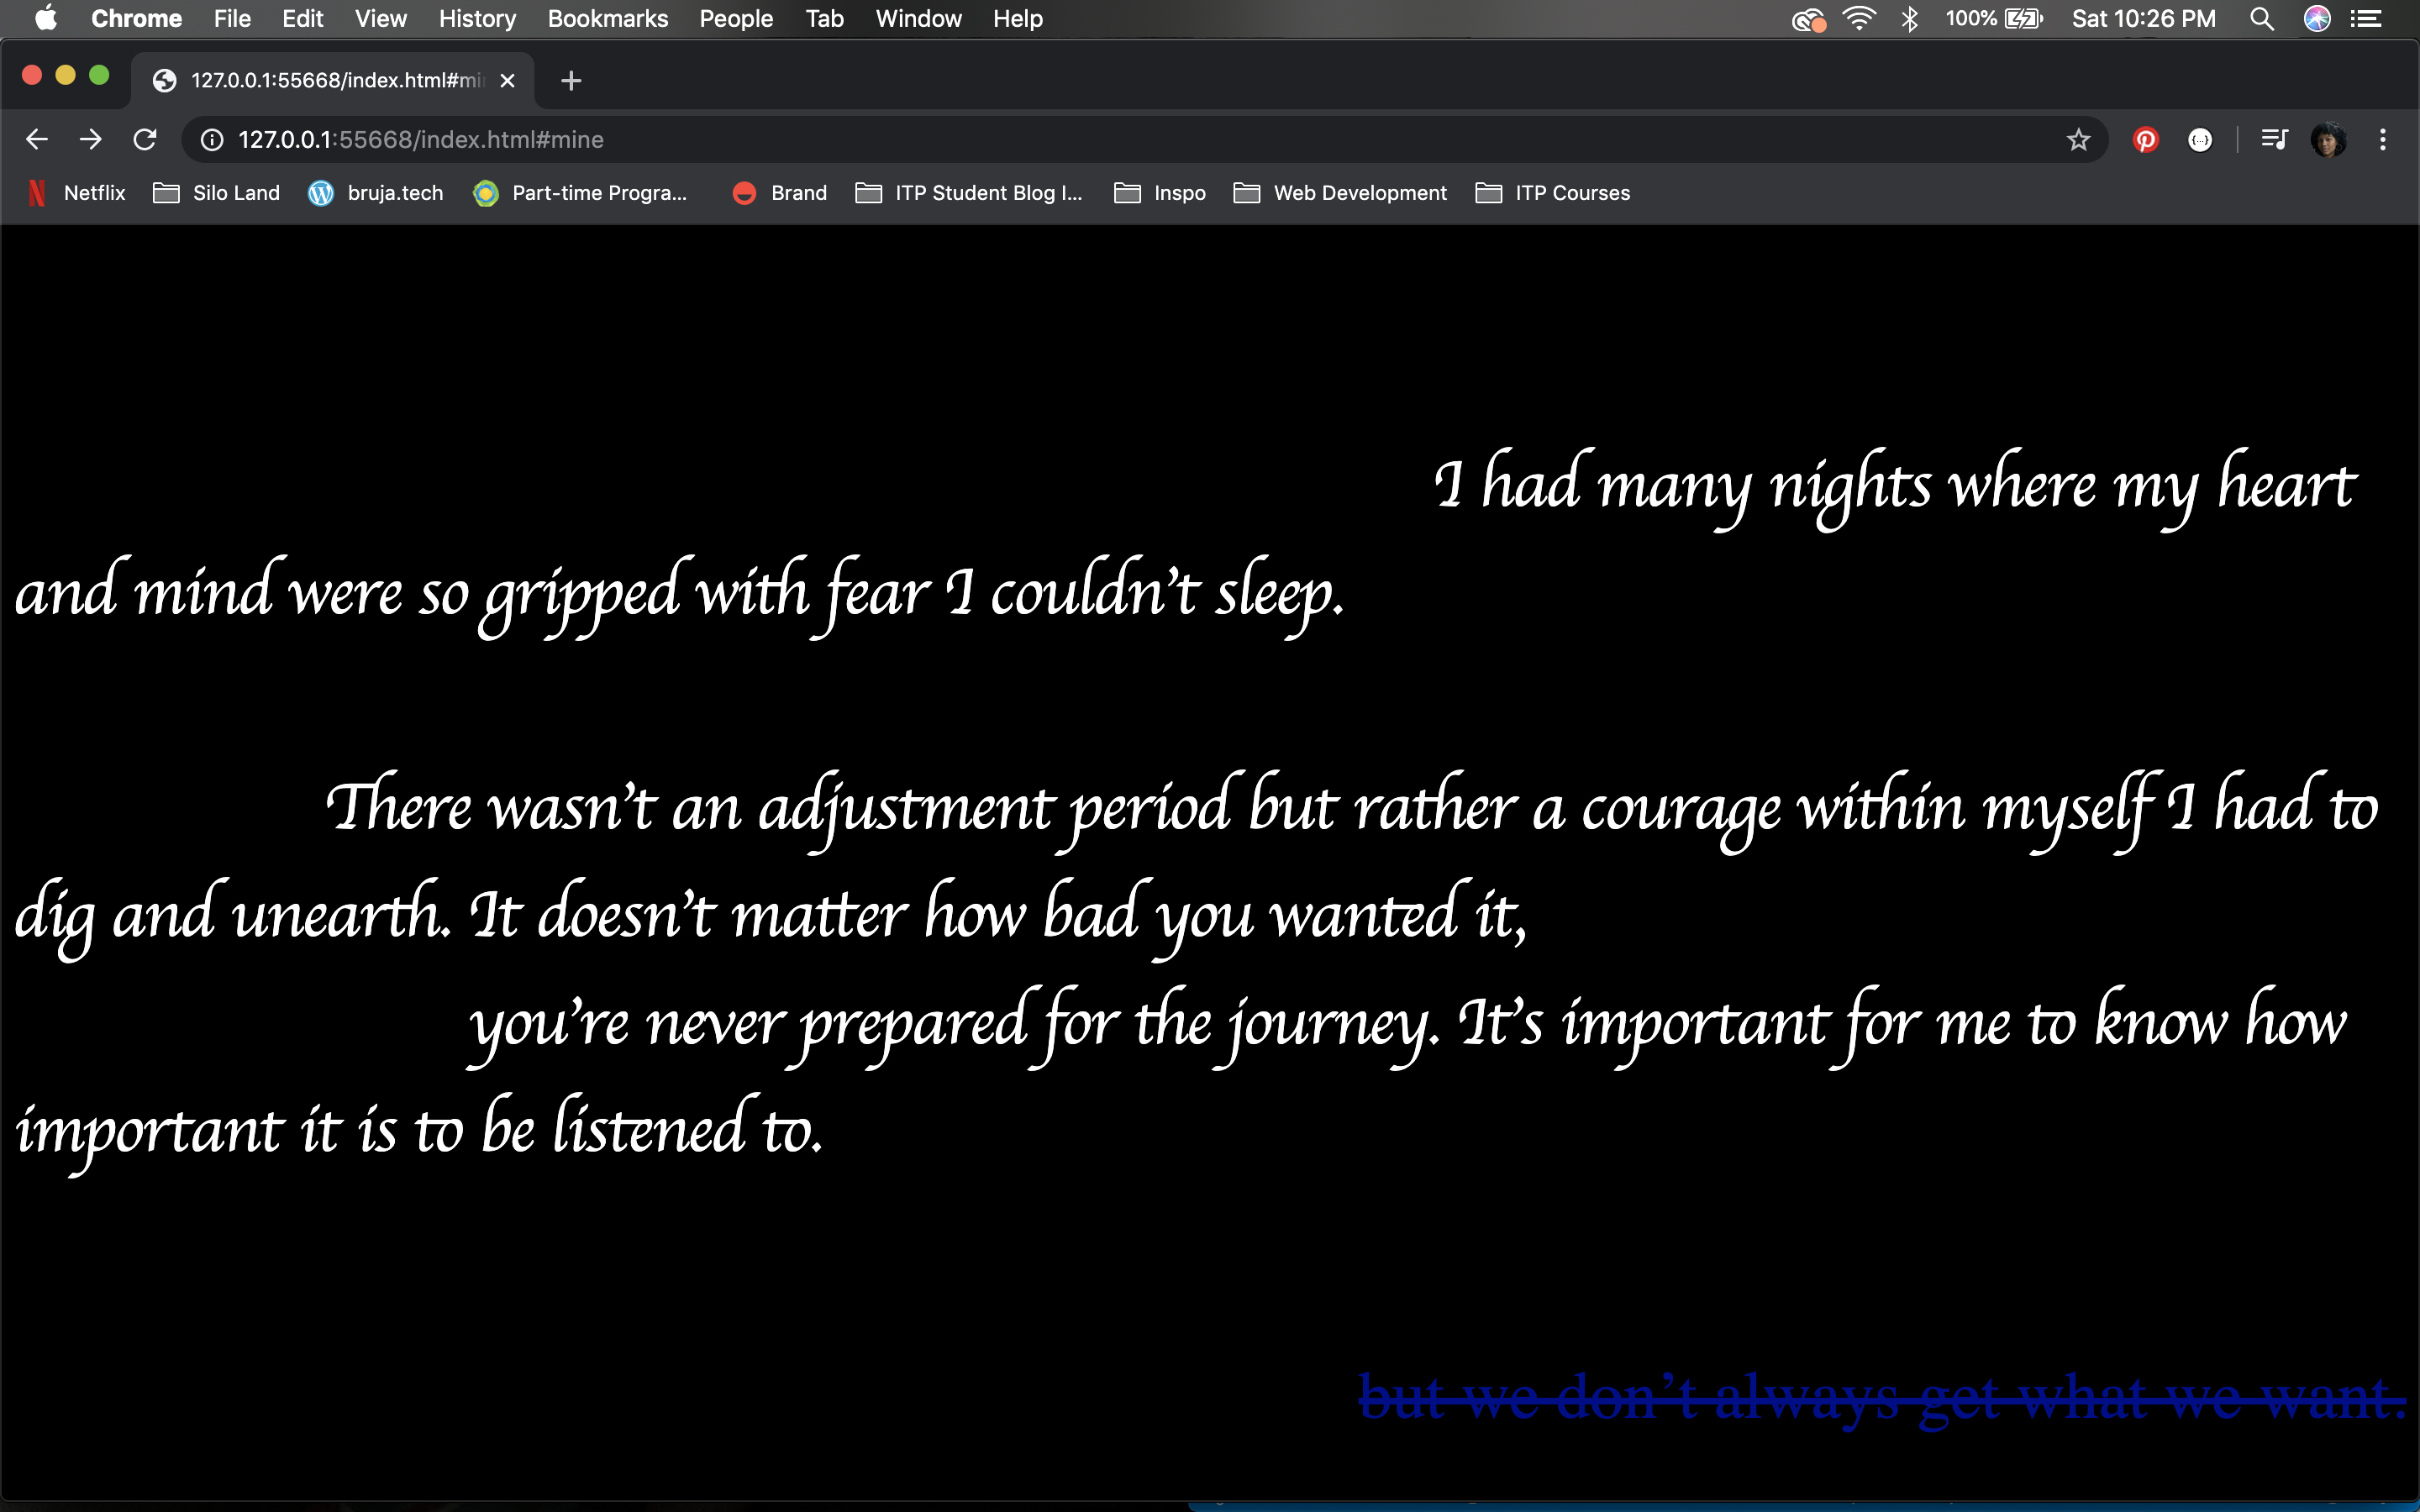 Chrome File Edit View History Bookmarks People Tab Window Help 100% Sat 10:26 PM
127.0.0.1:55668/index.html#mi
127.0.0.1:55668/index.html#mine
Netflix Silo Land bruja.tech Part-time Progra... Brand ITP Student Blog I... Inspo Web Development ITP Courses
I had many nights where my heart
and mind were so gripped with fear I couldn't sleep.
There wasn't an adjustment period but rather a courage within myself I had to
dig and unearth. It doesn't matter how bad you wanted it,
you're never prepared for the journey. It's important for me to know how
important it is to be listened to.
but we don't always get what we want.